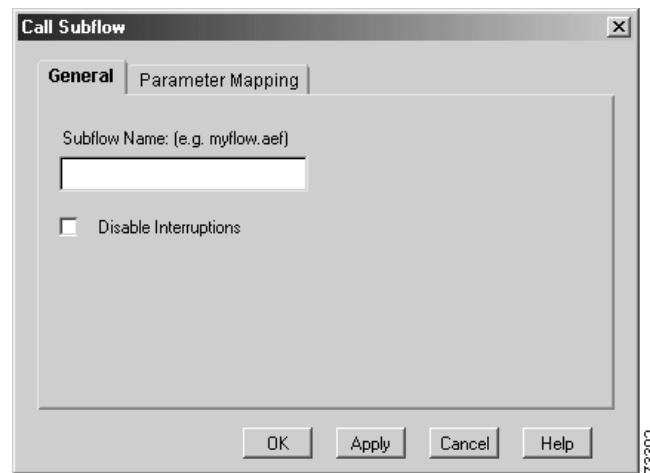 Call Subflow
General
Parameter Mapping
Subflow Name: (e.g. myflow.aef)
Disable Interruptions
OK
Apply
Cancel
Help